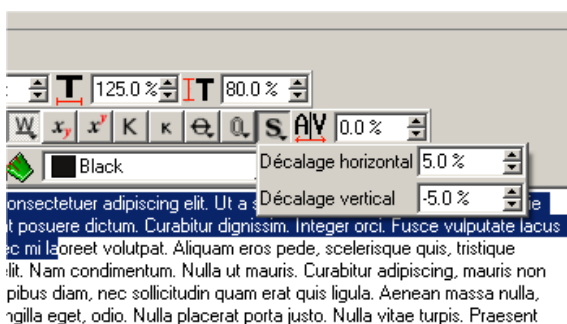 T 125.0 % T 80.0 %
W x y x y K K O O S A|V 0.0 %
Black
Décalage horizontal 5.0 %
Décalage vertical -5.0 %
onsectetuer adipiscing elit. Ut a s ie
t posuere dictum. Curabitur dignissim. Integer orci. Fusce vulputate lacus
ec mi laoreet volutpat. Aliquam eros pede, scelerisque quis, tristique
lit. Nam condimentum. Nulla ut mauris. Curabitur adipiscing, mauris non
pibus diam, nec sollicitudin quam erat quis ligula. Aenean massa nulla,
ngilla eget, odio. Nulla placerat porta justo. Nulla vitae turpis. Praesent